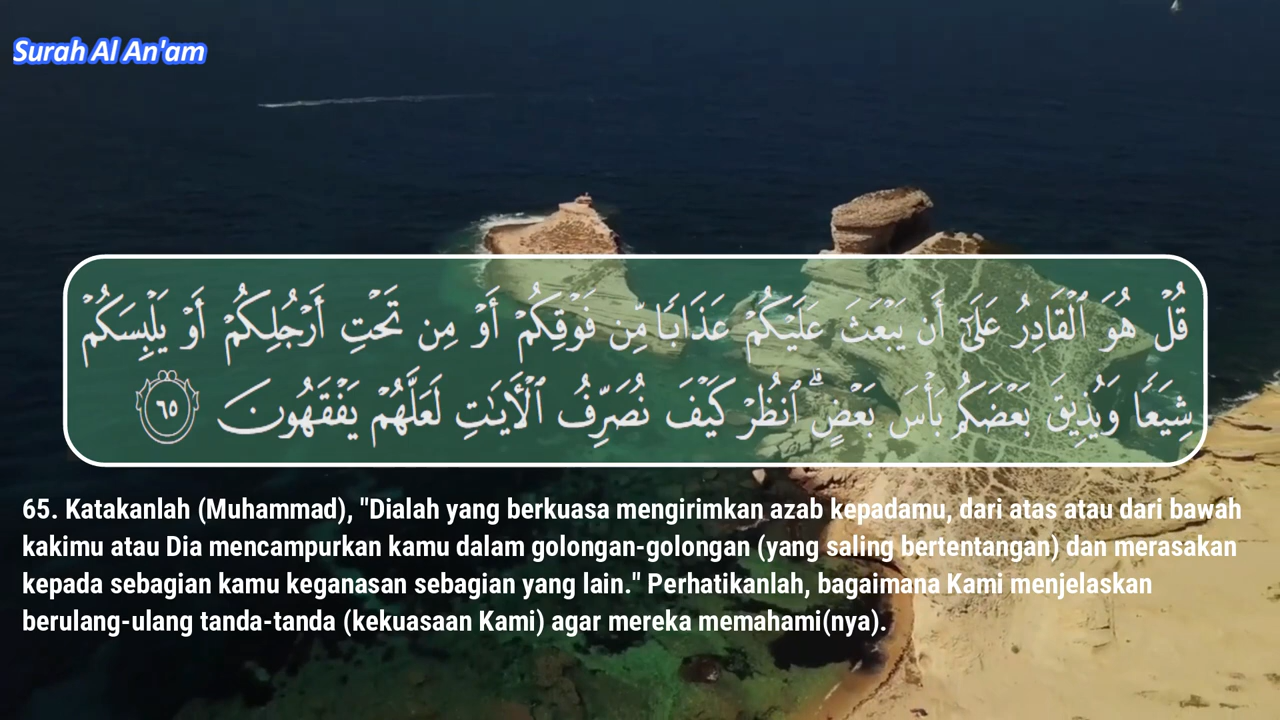 Surah Al An'am
قُلۡ هُوَ ٱلۡقَادِرُ عَلَىٰٓ أَن يَبۡعَثَ عَلَيۡكُمۡ عَذَابٗا مِّن فَوۡقِكُمۡ أَوۡ مِن تَحۡتِ أَرۡجُلِكُمۡ أَوۡ يَلۡبِسَكُمۡ
شِيَعٗا وَيُذِيقَ بَعۡضَكُم بَأۡسَ بَعۡضٍۗ ٱنظُرۡ كَيۡفَ نُصَرِّفُ ٱلۡأٓيَٰتِ لَعَلَّهُمۡ يَفۡقَهُونَ ٦٥
65. Katakanlah (Muhammad), "Dialah yang berkuasa mengirimkan azab kepadamu, dari atas atau dari bawah
kakimu atau Dia mencampurkan kamu dalam golongan-golongan (yang saling bertentangan) dan merasakan
kepada sebagian kamu keganasan sebagian yang lain." Perhatikanlah, bagaimana Kami menjelaskan
berulang-ulang tanda-tanda (kekuasaan Kami) agar mereka memahami(nya).